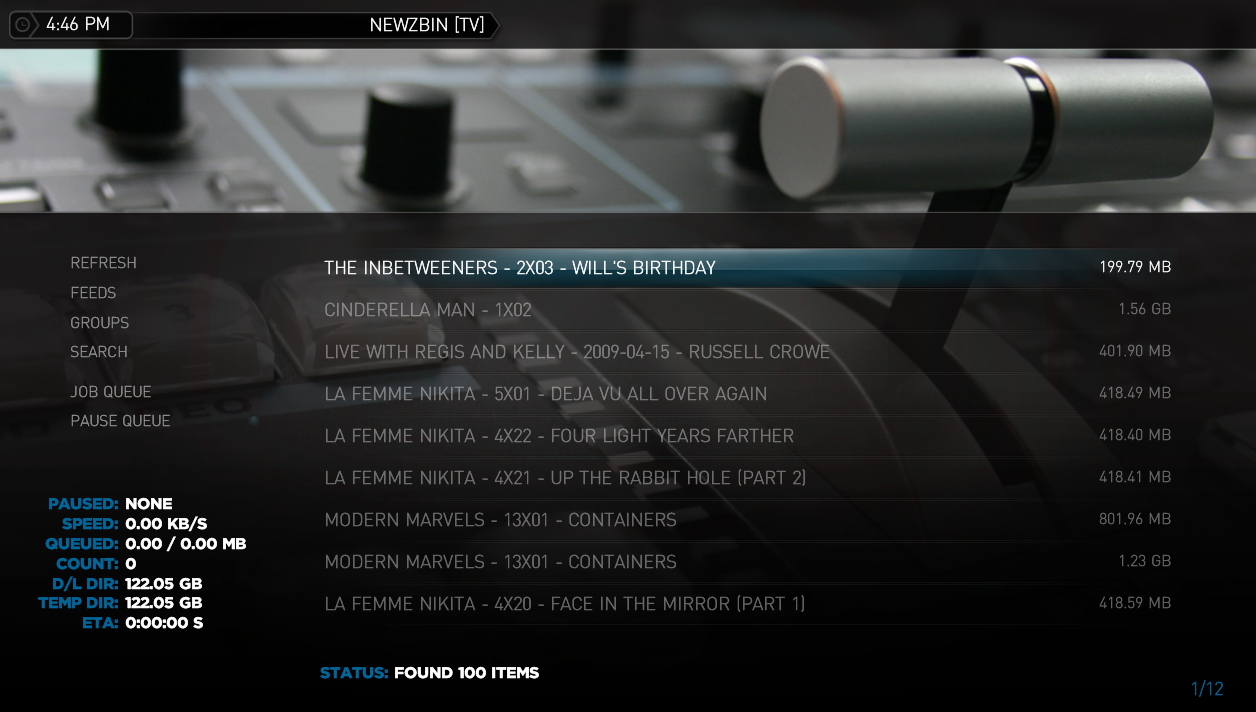 4:46 PM
NEWZBIN [TV]
REFRESH
FEEDS
GROUPS
SEARCH
JOB QUEUE
PAUSE QUEUE
THE INBETWEENERS - 2X03 - WILL'S BIRTHDAY 199.79 MB
CINDERELLA MAN - 1X02 1.56 GB
LIVE WITH REGIS AND KELLY - 2009-04-15 - RUSSELL CROWE 401.90 MB
LA FEMME NIKITA - 5X01 - DEJA VU ALL OVER AGAIN 418.49 MB
LA FEMME NIKITA - 4X22 - FOUR LIGHT YEARS FARTHER 418.40 MB
LA FEMME NIKITA - 4X21 - UP THE RABBIT HOLE (PART 2) 418.41 MB
MODERN MARVELS - 13X01 - CONTAINERS 801.96 MB
MODERN MARVELS - 13X01 - CONTAINERS 1.23 GB
LA FEMME NIKITA - 4X20 - FACE IN THE MIRROR (PART 1) 418.59 MB
PAUSED: NONE
SPEED: 0.00 KB/S
QUEUED: 0.00 / 0.00 MB
COUNT: 0
D/L DIR: 122.05 GB
TEMP DIR: 122.05 GB
ETA: 0:00:00 S
STATUS: FOUND 100 ITEMS
1/12